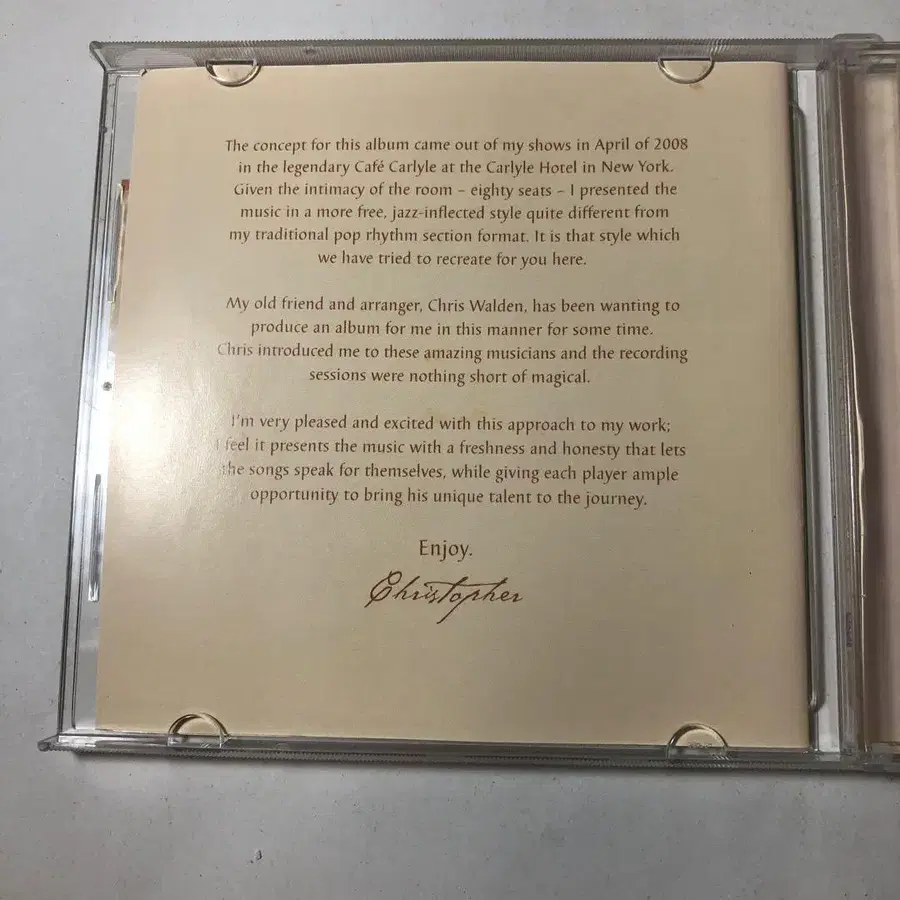 The concept for this album came out of my shows in April of 2008
in the legendary Café Carlyle at the Carlyle Hotel in New York.
Given the intimacy of the room – eighty seats – I presented the
music in a more free, jazz-inflected style quite different from
my traditional pop rhythm section format. It is that style which
we have tried to recreate for you here.
My old friend and arranger, Chris Walden, has been wanting to
produce an album for me in this manner for some time.
Chris introduced me to these amazing musicians and the recording
sessions were nothing short of magical.
I'm very pleased and excited with this approach to my work;
I feel it presents the music with a freshness and honesty that lets
the songs speak for themselves, while giving each player ample
opportunity to bring his unique talent to the journey.
Enjoy.
Christopher